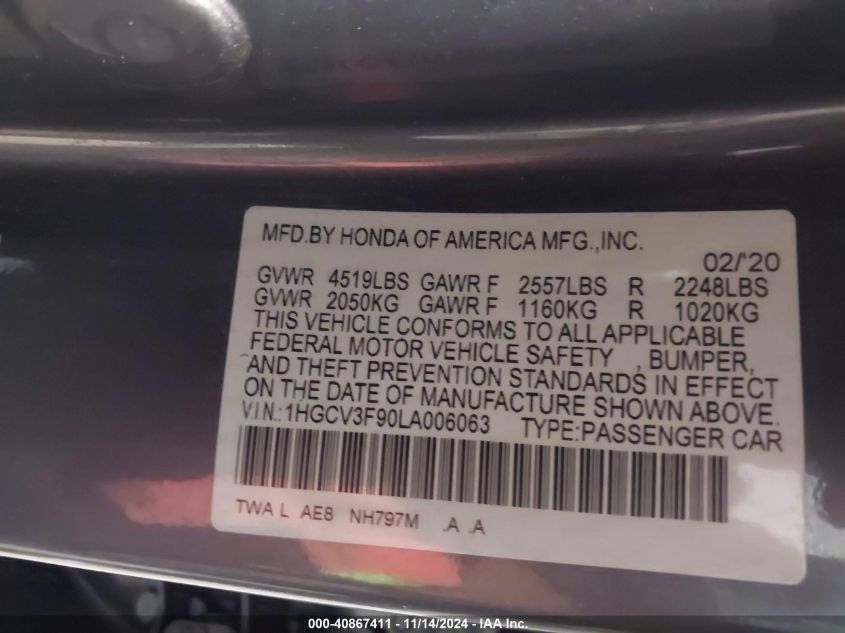 MFD.BY HONDA OF AMERICA MFG.,INC.
02/'20
GVWR 4519LBS GAWR F 2557LBS R 2248LBS
GVWR 2050KG GAWR F 1160KG R 1020KG
THIS VEHICLE CONFORMS TO ALL APPLICABLE
FEDERAL MOTOR VEHICLE SAFETY , BUMPER,
AND THEFT PREVENTION STANDARDS IN EFFECT
ON THE DATE OF MANUFACTURE SHOWN ABOVE.
V.I.N.:1HGCV3F90LA006063 TYPE:PASSENGER CAR
TWA L AE8 NH797M .A .A
000-40867411 - 11/14/2024 - IAA Inc.